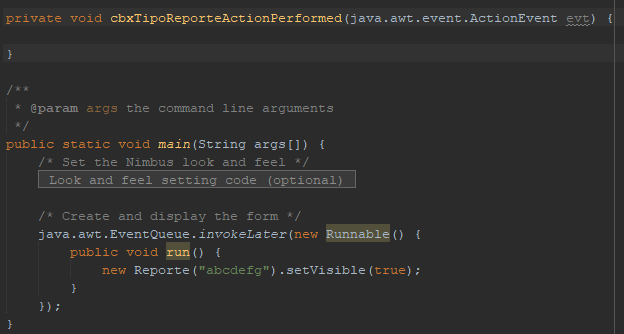 private void cbxTipoReporteActionPerformed(java.awt.event.ActionEvent evt) {
}
/**
* @param args the command line arguments
*/
public static void main(String args[]) {
/* Set the Nimbus look and feel */
Look and feel setting code (optional)
/* Create and display the form */
java.awt.EventQueue.invokeLater(new Runnable() {
public void run() {
new Reporte("abcdefg").setVisible(true);
}
});
}